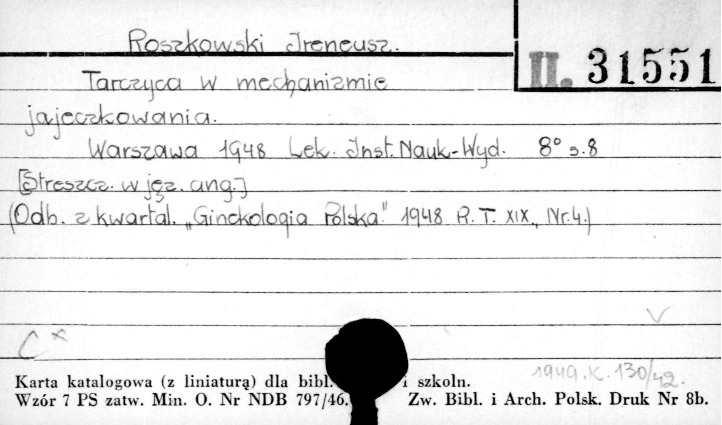 Roszkowski Ireneusz.
II. 31551
Tarczyca w mechanizmie
jajeczkowania.
Warszawa 1948 Lek. Inst. Nauk-Wyd. 8° s.8
[Streszcz. w jęz. ang.]
(Odb. z kwartal. „Ginekologia Polska" 1948 R. T. XIX, Nr.4.)
V
C x
1949.K.130/42.
Karta katalogowa (z liniaturą) dla bibl. i szkoln.
Wzór 7 PS zatw. Min. O. Nr NDB 797/46. Zw. Bibl. i Arch. Polsk. Druk Nr 8b.